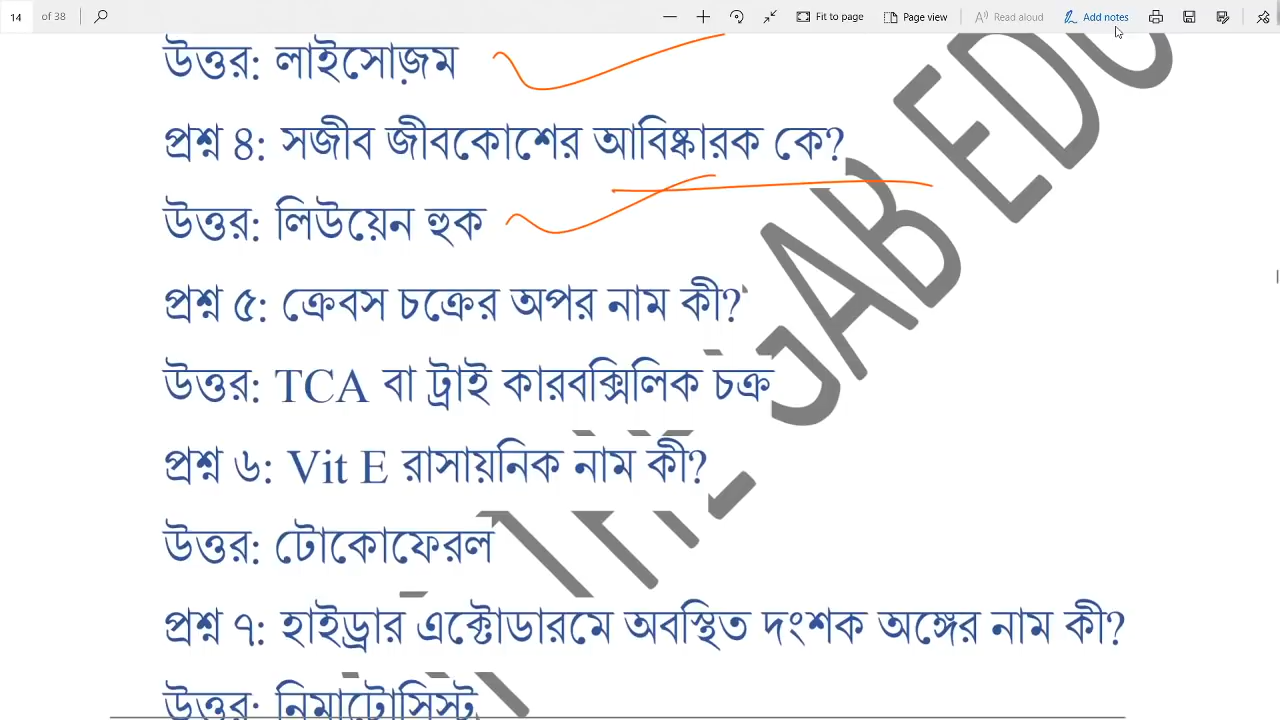 14 of 38 Fit to page Page view Read aloud Add notes
উত্তর: লাইসোজম
প্রশ্ন ৪: সজীব জীবকোশের আবিষ্কারক কে?
উত্তর: লিউয়েন হুক
প্রশ্ন ৫: ক্রেবস চক্রের অপর নাম কী?
উত্তর: TCA বা ট্রাই কারবক্সিলিক চক্র
প্রশ্ন ৬: Vit E রাসায়নিক নাম কী?
উত্তর: টোকোফেরল
প্রশ্ন ৭: হাইড্রার এক্টোডারমে অবস্থিত দংশক অঙ্গের নাম কী?
উত্তর: নিমাটোসিস্ট